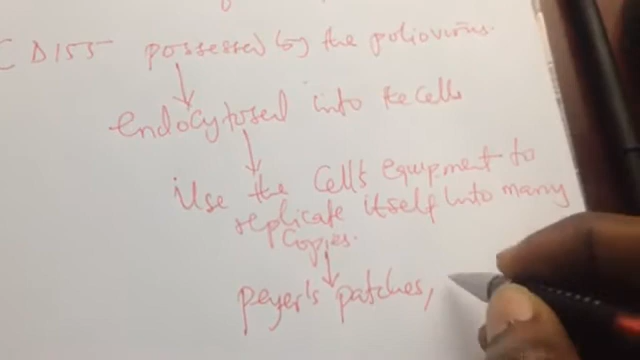 CD155 possessed by the poliovirus.
endocytosed into the cells
Use the Cell's equipment to
replicate itself into many
Copies.
peyer's patches,